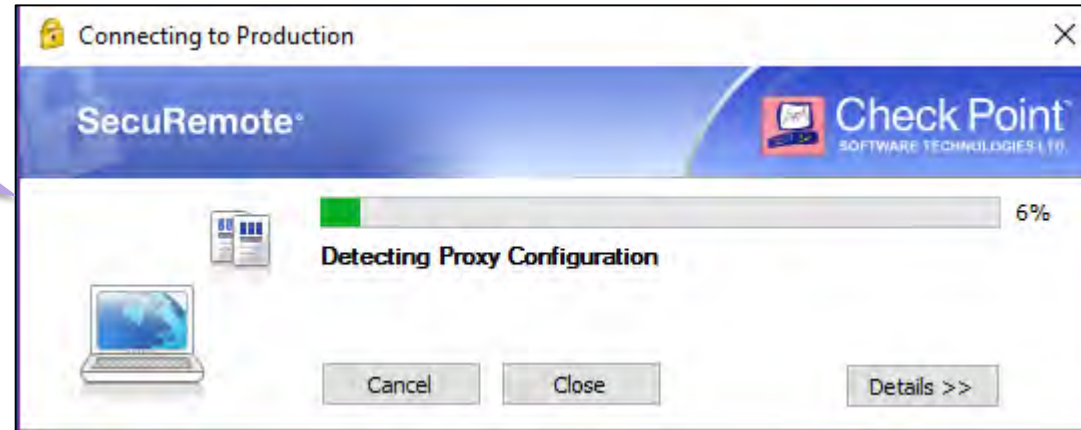 Connecting to Production
SecuRemote
Check Point
SOFTWARE TECHNOLOGIES LTD.
6%
Detecting Proxy Configuration
Cancel
Close
Details >>